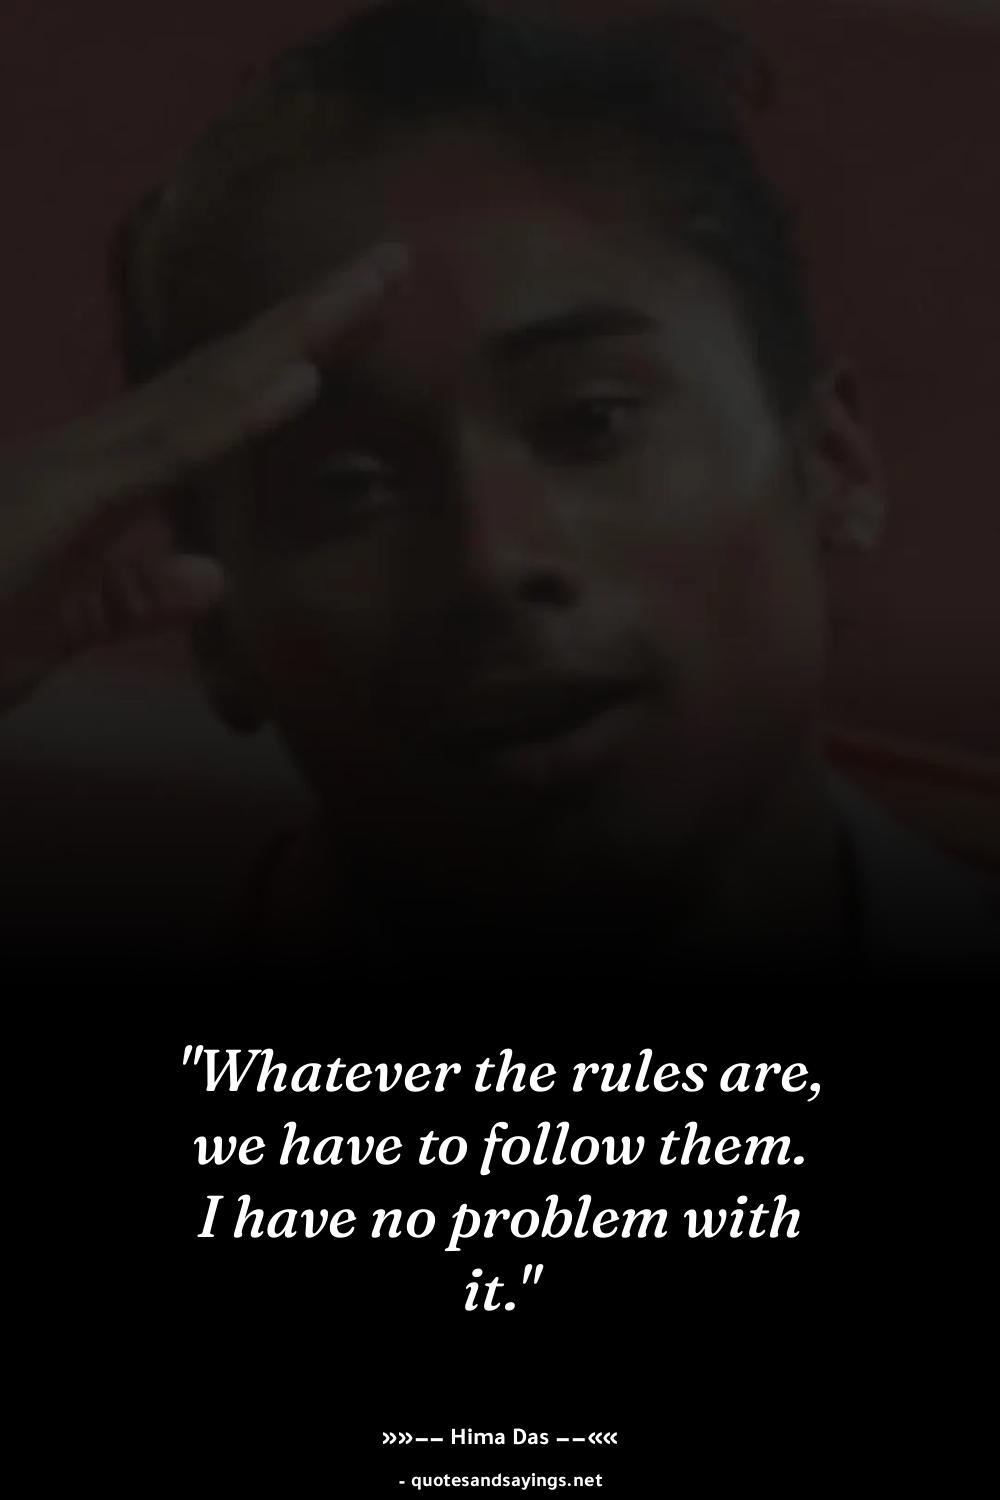 "Whatever the rules are,
we have to follow them.
I have no problem with
it."
»»−− Hima Das −−««
- quotesandsayings.net